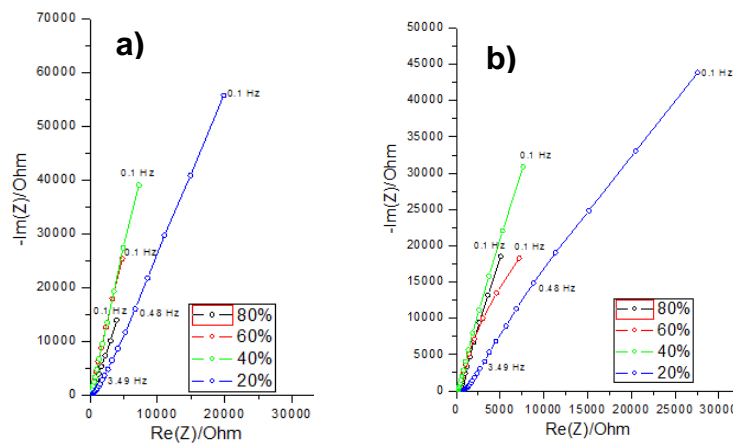 a)
70000
60000
50000
40000
30000
20000
10000
0
-Im(Z)/Ohm
0.1 Hz
0.1 Hz
0.1 Hz
0.1 Hz
0.48 Hz
3.49 Hz
80%
60%
40%
20%
0 10000 20000 30000
Re(Z)/Ohm
b)
50000
45000
40000
35000
30000
25000
20000
15000
10000
5000
0
-Im(Z)/Ohm
0.1 Hz
0.1 Hz
0.1 Hz 0.1 Hz
0.48 Hz
3.49 Hz
80%
60%
40%
20%
0 5000 10000 15000 20000 25000 30000
Re(Z)/Ohm